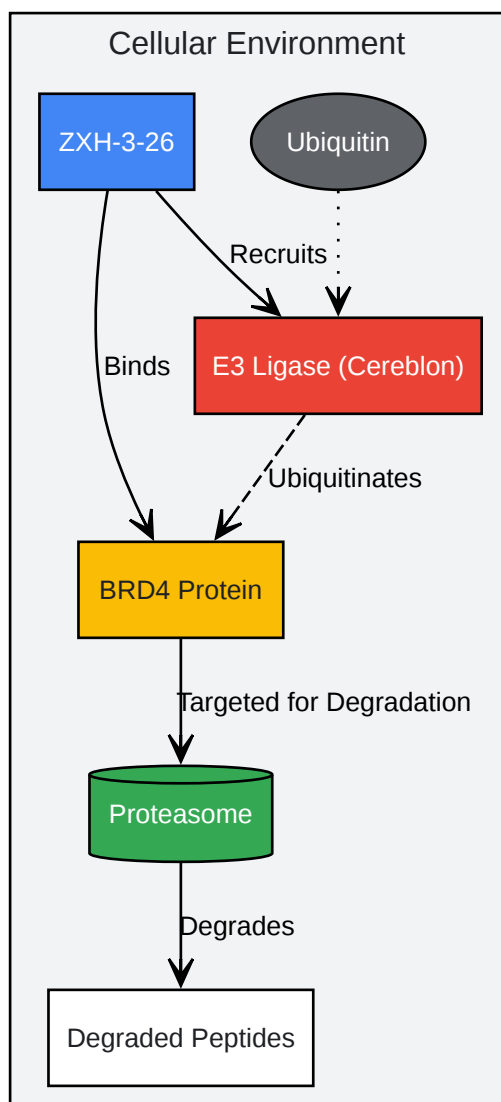 Cellular Environment
ZXH-3-26
Ubiquitin
Recruits
E3 Ligase (Cereblon)
Binds
Ubiquitinates
BRD4 Protein
Targeted for Degradation
Proteasome
Degrades
Degraded Peptides